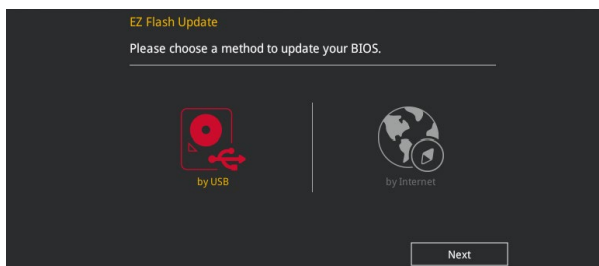 EZ Flash Update
Please choose a method to update your BIOS.
by USB
by Internet
Next